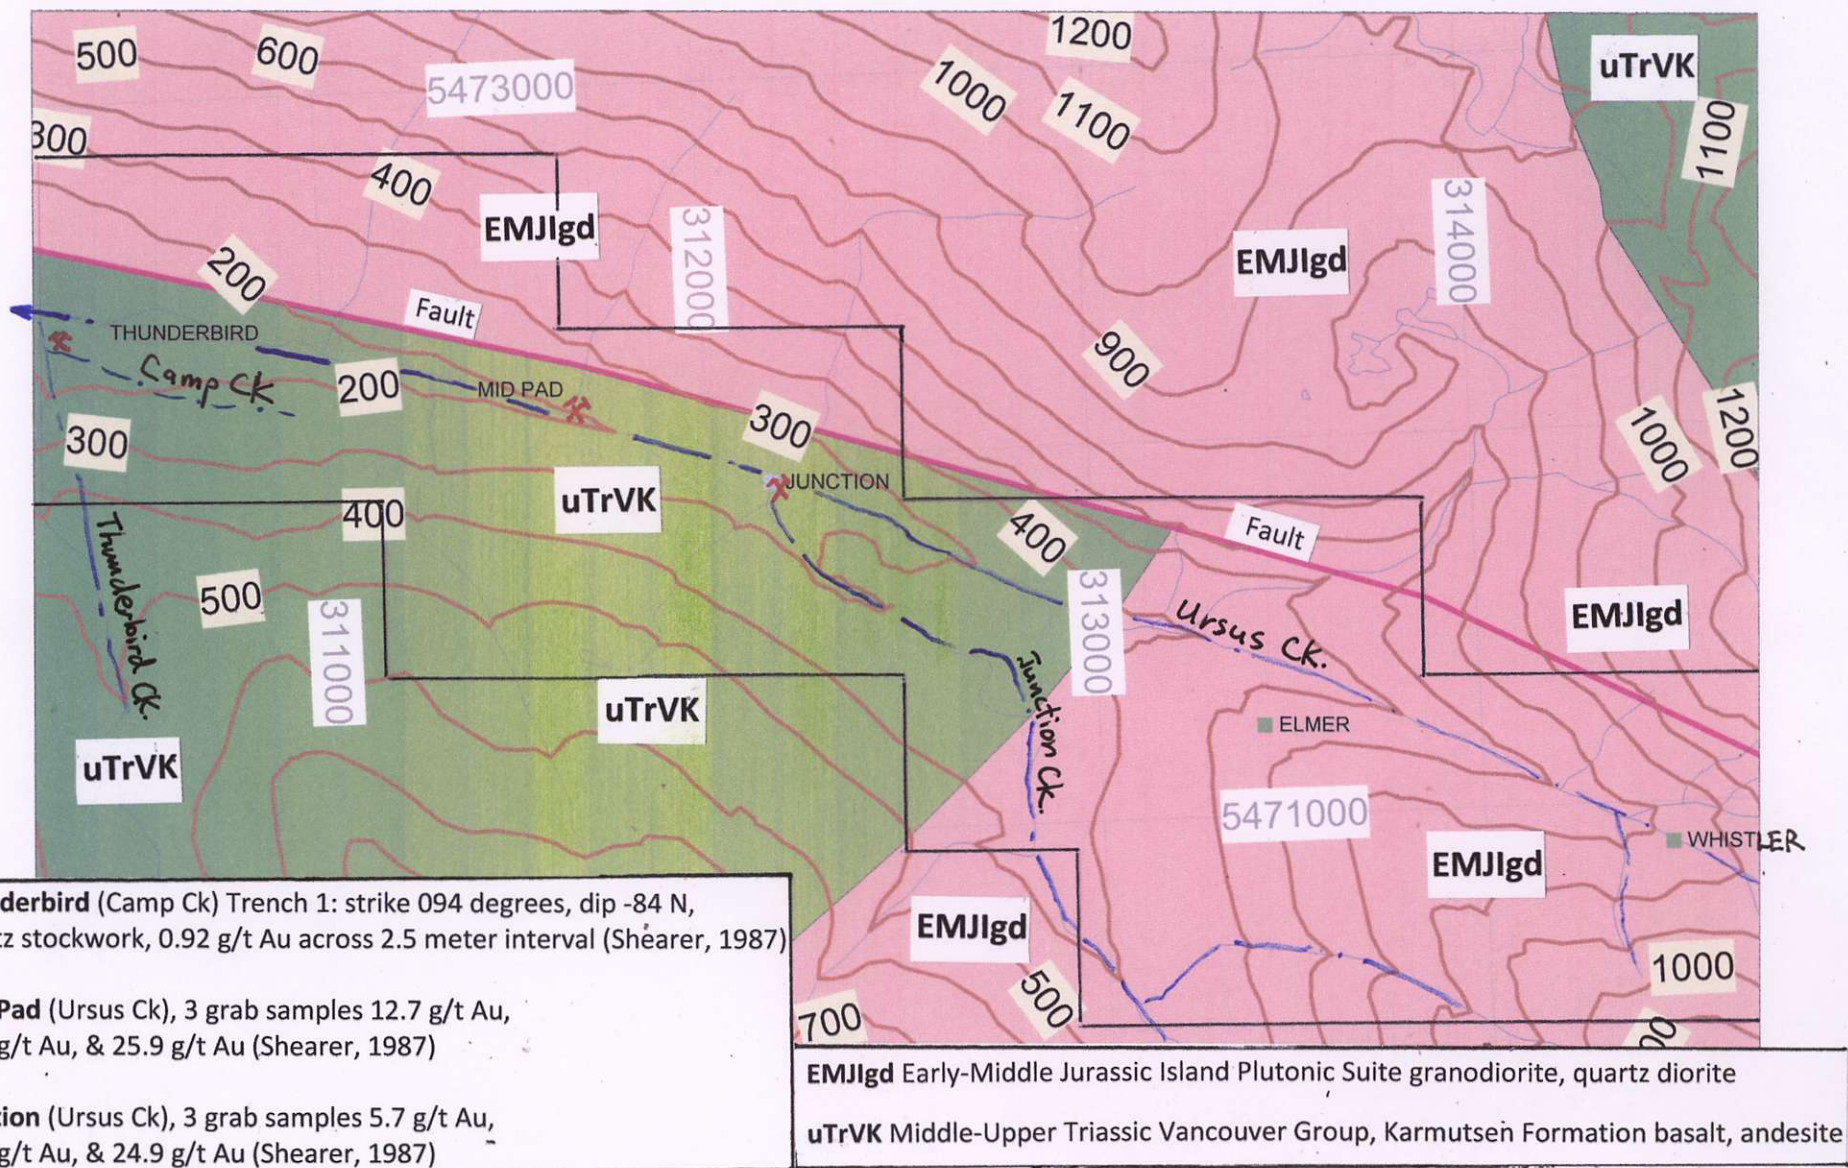 500
600
5473000
1200
uTrVK
1000
1100
1100
300
400
EMJIgd
312000
EMJIgd
314000
200
Fault
THUNDERBIRD
Camp Ck
200
MID PAD
900
300
1000
1200
300
JUNCTION
uTrVK
400
400
Fault
Thunderbird Ck.
500
311000
313000
Ursus Ck.
EMJIgd
uTrVK
Junction Ck.
ELMER
uTrVK
5471000
WHISTLER
EMJIgd
EMJIgd
1000
500
700
00
derbird (Camp Ck) Trench 1: strike 094 degrees, dip -84 N,
tz stockwork, 0.92 g/t Au across 2.5 meter interval (Shearer, 1987)
Pad (Ursus Ck), 3 grab samples 12.7 g/t Au,
g/t Au, & 25.9 g/t Au (Shearer, 1987)
tion (Ursus Ck), 3 grab samples 5.7 g/t Au,
g/t Au, & 24.9 g/t Au (Shearer, 1987)
EMJIgd Early-Middle Jurassic Island Plutonic Suite granodiorite, quartz diorite
uTrVK Middle-Upper Triassic Vancouver Group, Karmutsen Formation basalt, andesite